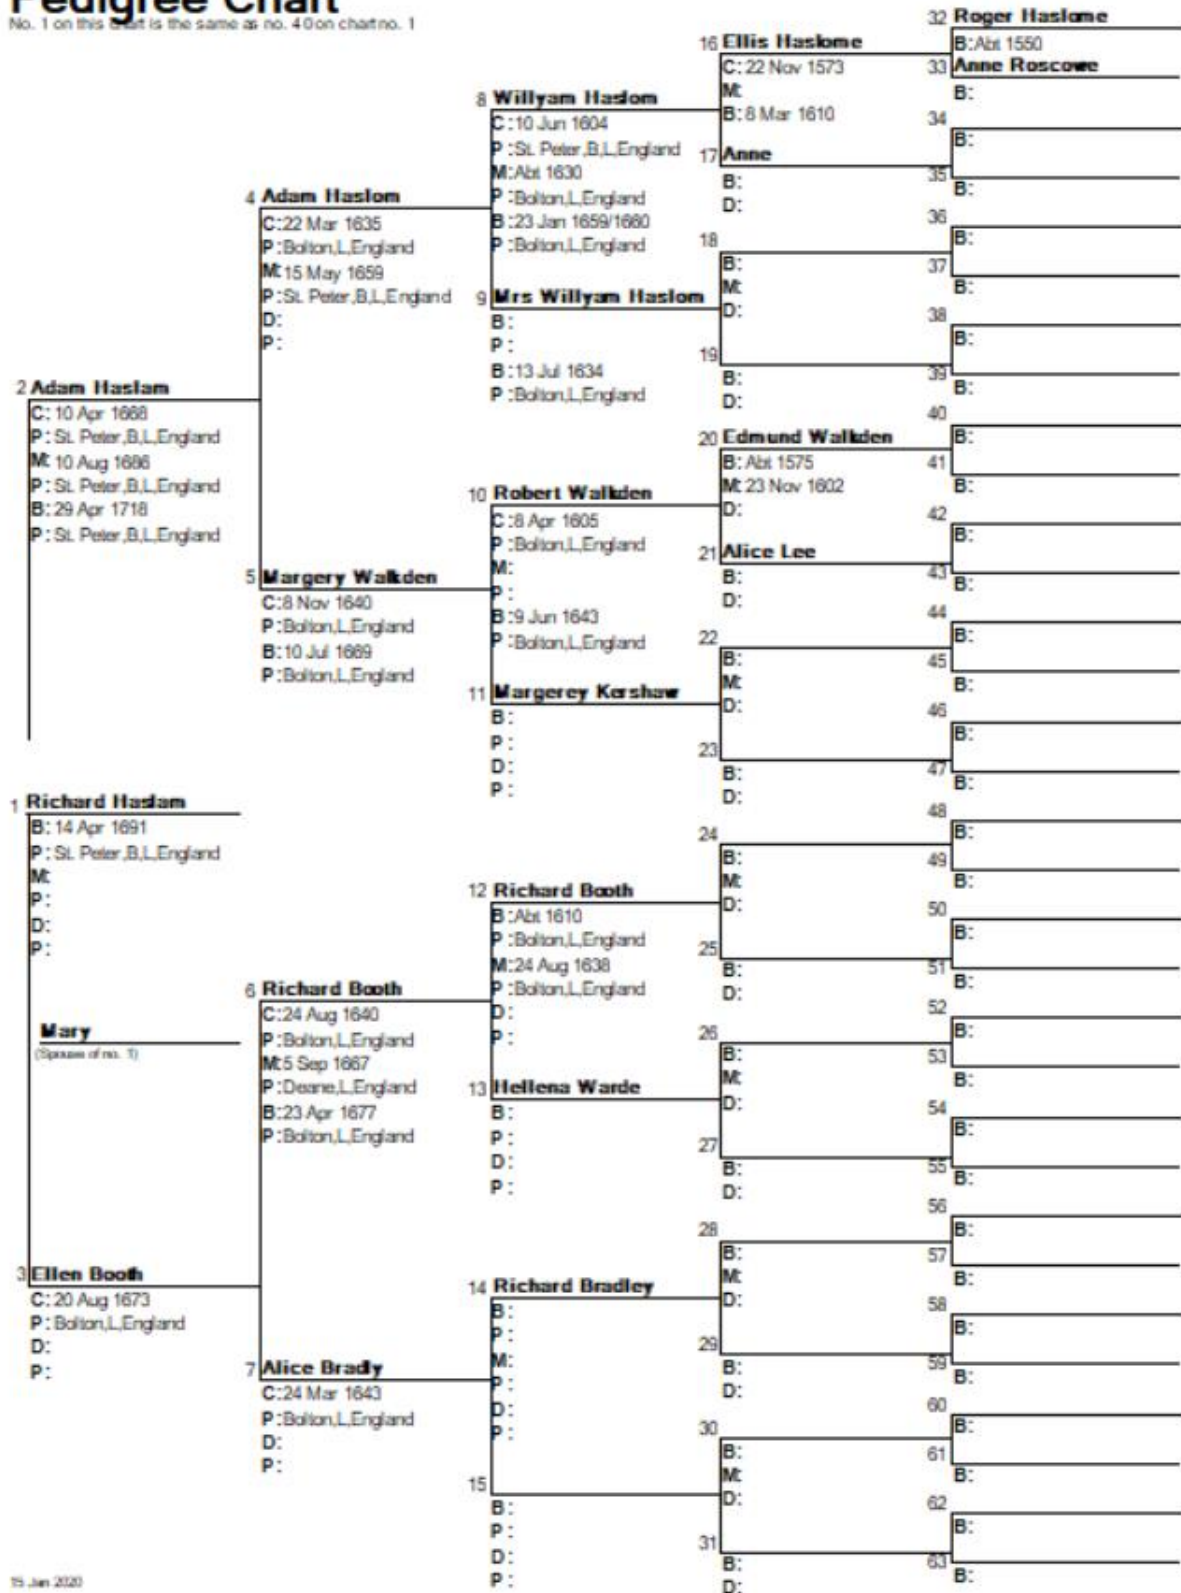 Pedigree Chart
No. 1 on this chart is the same as no. 40 on chart no. 1
32 Roger Haslome
B: Abt 1550
16 Ellis Haslome
C: 22 Nov 1573
M:
B: 8 Mar 1610
33 Anne Roscowe
B:
8 Willyam Haslom
C: 10 Jun 1604
P: St. Peter,B,L,England
M: Abt 1630
P: Bolton,L,England
B: 23 Jan 1659/1660
P: Bolton,L,England
34
B:
17 Anne
B:
D:
35
B:
4 Adam Haslom
C: 22 Mar 1635
P: Bolton,L,England
M: 15 May 1659
P: St. Peter,B,L,England
D:
P:
36
B:
18
B:
M:
D:
37
B:
9 Mrs Willyam Haslom
B:
P:
B: 13 Jul 1634
P: Bolton,L,England
38
B:
19
B:
D:
39
B:
2 Adam Haslam
C: 10 Apr 1668
P: St. Peter,B,L,England
M: 10 Aug 1686
P: St. Peter,B,L,England
B: 29 Apr 1718
P: St. Peter,B,L,England
40
B:
20 Edmund Walkden
B: Abt 1575
M: 23 Nov 1602
D:
41
B:
10 Robert Walkden
C: 8 Apr 1605
P: Bolton,L,England
M:
P:
B: 9 Jun 1643
P: Bolton,L,England
42
B:
21 Alice Lee
B:
D:
43
B:
5 Margery Walkden
C: 8 Nov 1640
P: Bolton,L,England
B: 10 Jul 1669
P: Bolton,L,England
44
B:
22
B:
M:
D:
45
B:
11 Margerey Kershaw
B:
P:
D:
P:
46
B:
23
B:
D:
47
B:
1 Richard Haslam
B: 14 Apr 1691
P: St. Peter,B,L,England
M:
P:
D:
P:
48
B:
24
B:
M:
D:
49
B:
12 Richard Booth
B: Abt 1610
P: Bolton,L,England
M: 24 Aug 1638
P: Bolton,L,England
D:
P:
50
B:
25
B:
D:
51
B:
6 Richard Booth
C: 24 Aug 1640
P: Bolton,L,England
M: 5 Sep 1667
P: Deane,L,England
B: 23 Apr 1677
P: Bolton,L,England
Mary
(Spouse of no. 1)
52
B:
26
B:
M:
D:
53
B:
13 Hellena Warde
B:
P:
D:
P:
54
B:
27
B:
D:
55
B:
56
B:
28
B:
M:
D:
57
B:
3 Ellen Booth
C: 20 Aug 1673
P: Bolton,L,England
D:
P:
14 Richard Bradley
B:
P:
M:
P:
D:
P:
58
B:
29
B:
D:
59
B:
7 Alice Bradly
C: 24 Mar 1643
P: Bolton,L,England
D:
P:
60
B:
30
B:
M:
D:
61
B:
15
B:
P:
D:
P:
62
B:
31
B:
D:
63
B:
15 Jan 2020